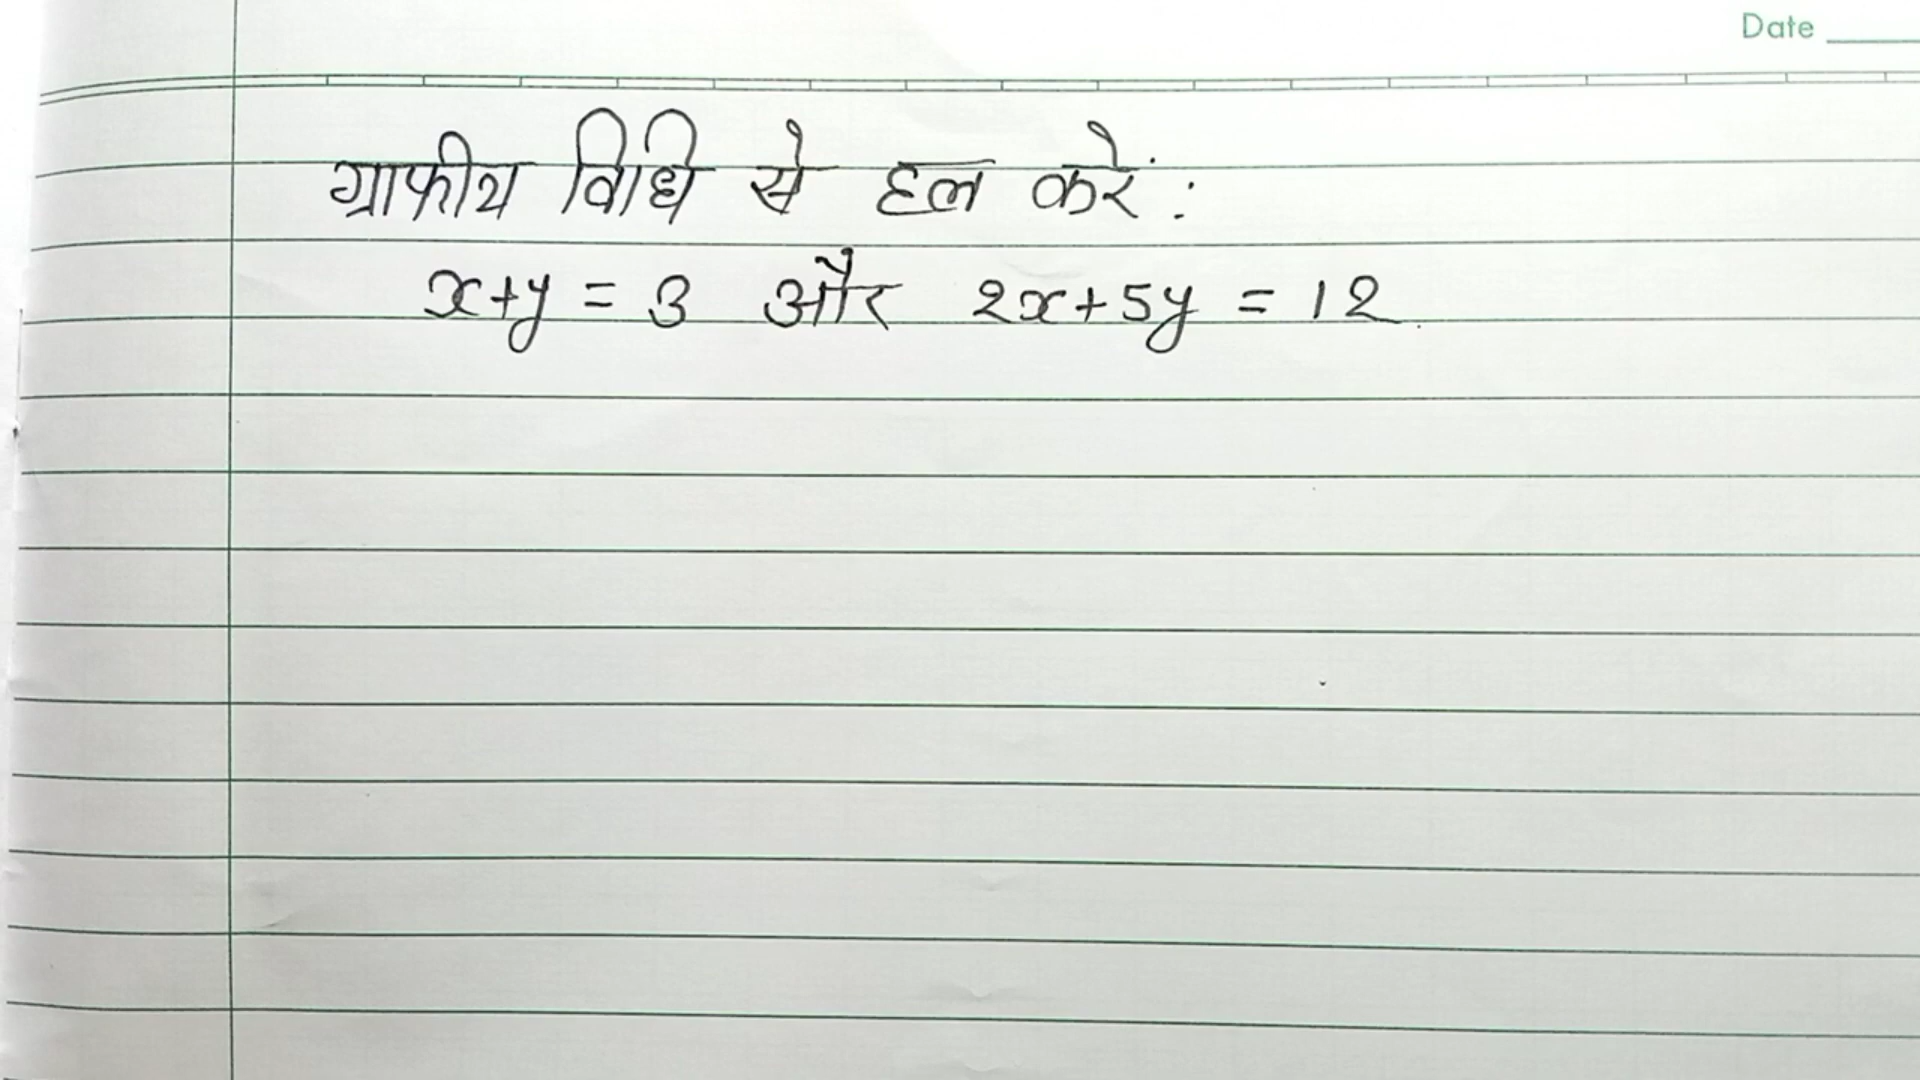 Date
ग्राफीय विधि से हल करें :
x+y = 3 और 2x+5y = 12